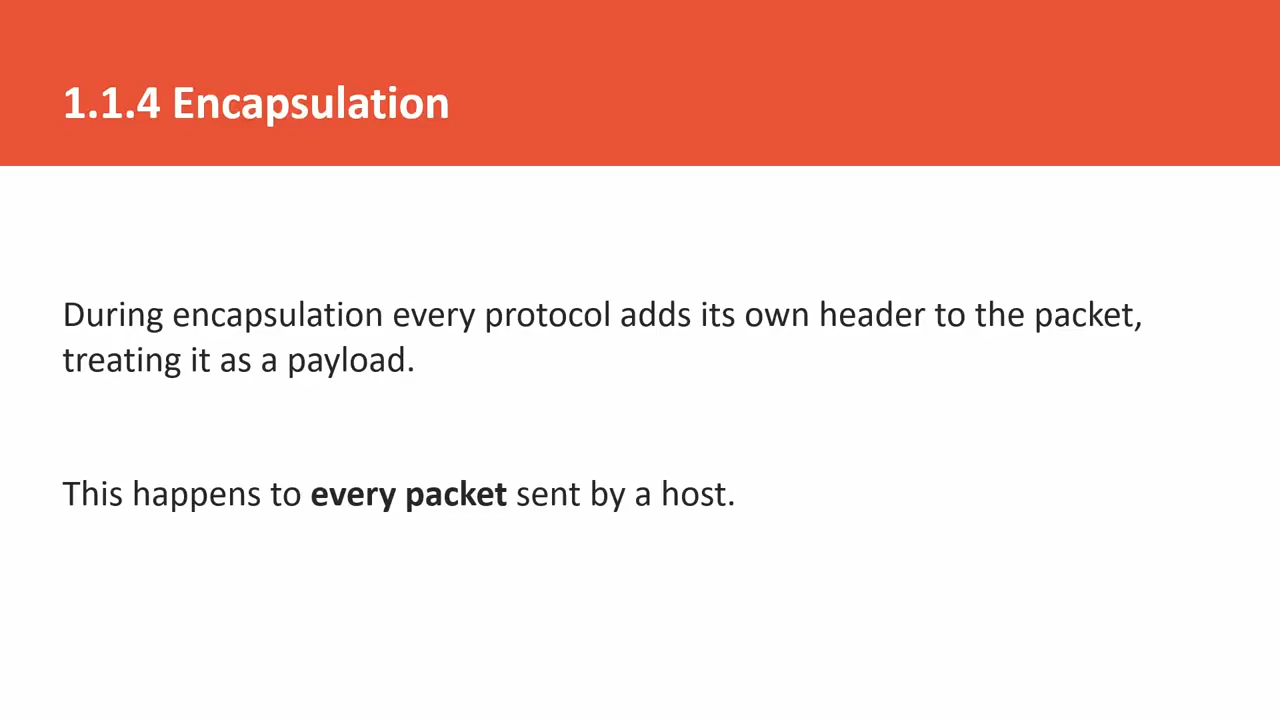 1.1.4 Encapsulation
During encapsulation every protocol adds its own header to the packet,
treating it as a payload.
This happens to every packet sent by a host.